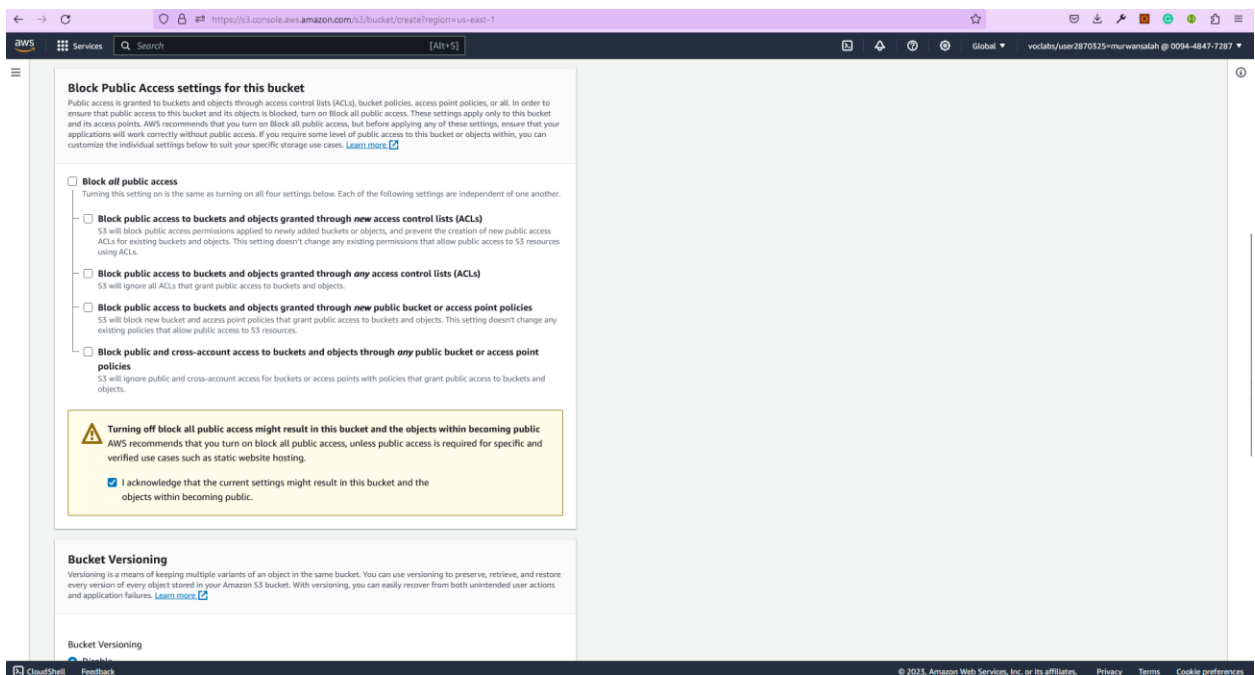 https://s3.console.aws.amazon.com/s3/bucket/create?region=us-east-1
aws
Services
Search
[Alt+S]
Global
voclabs/user2870325=murwansalah @ 0094-4847-7287
Block Public Access settings for this bucket
Public access is granted to buckets and objects through access control lists (ACLs), bucket policies, access point policies, or all. In order to
ensure that public access to this bucket and its objects is blocked, turn on Block all public access. These settings apply only to this bucket
and its access points. AWS recommends that you turn on Block all public access, but before applying any of these settings, ensure that your
applications will work correctly without public access. If you require some level of public access to this bucket or objects within, you can
customize the individual settings below to suit your specific storage use cases. Learn more
Block all public access
Turning this setting on is the same as turning on all four settings below. Each of the following settings are independent of one another.
Block public access to buckets and objects granted through new access control lists (ACLs)
S3 will block public access permissions applied to newly added buckets or objects, and prevent the creation of new public access
ACLs for existing buckets and objects. This setting doesn't change any existing permissions that allow public access to S3 resources
using ACLs.
Block public access to buckets and objects granted through any access control lists (ACLs)
S3 will ignore all ACLs that grant public access to buckets and objects.
Block public access to buckets and objects granted through new public bucket or access point policies
S3 will block new bucket and access point policies that grant public access to buckets and objects. This setting doesn't change any
existing policies that allow public access to S3 resources.
Block public and cross-account access to buckets and objects through any public bucket or access point
policies
S3 will ignore public and cross-account access for buckets or access points with policies that grant public access to buckets and
objects.
Turning off block all public access might result in this bucket and the objects within becoming public
AWS recommends that you turn on block all public access, unless public access is required for specific and
verified use cases such as static website hosting.
I acknowledge that the current settings might result in this bucket and the
objects within becoming public.
Bucket Versioning
Versioning is a means of keeping multiple variants of an object in the same bucket. You can use versioning to preserve, retrieve, and restore
every version of every object stored in your Amazon S3 bucket. With versioning, you can easily recover from both unintended user actions
and application failures. Learn more
Bucket Versioning
Disable
CloudShell
Feedback
© 2023, Amazon Web Services, Inc. or its affiliates.
Privacy
Terms
Cookie preferences